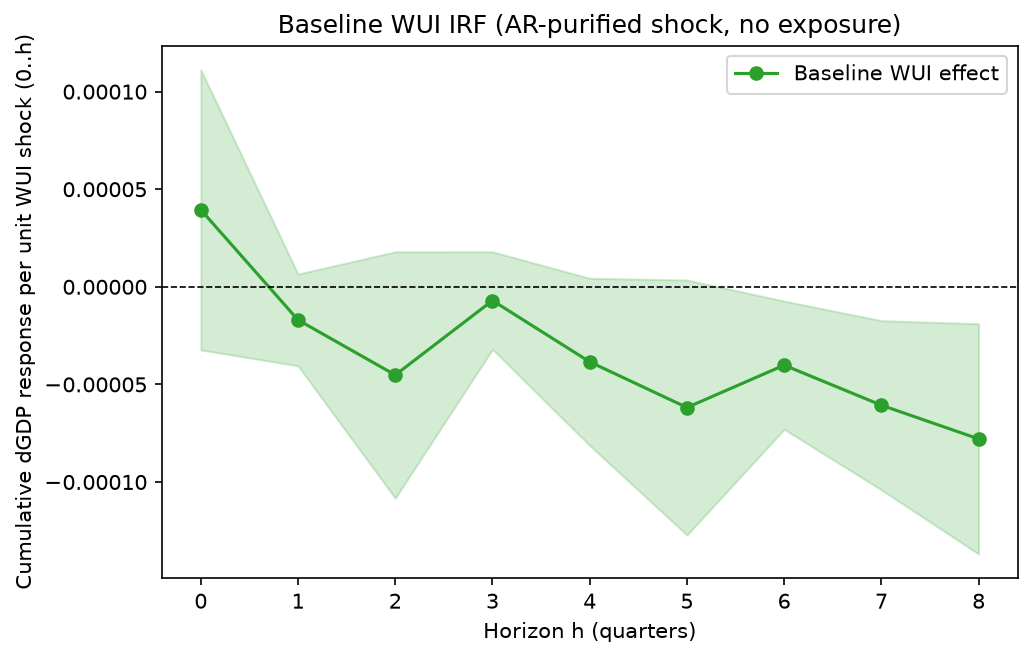 Baseline WUI IRF (AR-purified shock, no exposure)
Cumulative dGDP response per unit WUI shock (0..h)
Baseline WUI effect
0.00010
0.00005
0.00000
−0.00005
−0.00010
0 1 2 3 4 5 6 7 8
Horizon h (quarters)